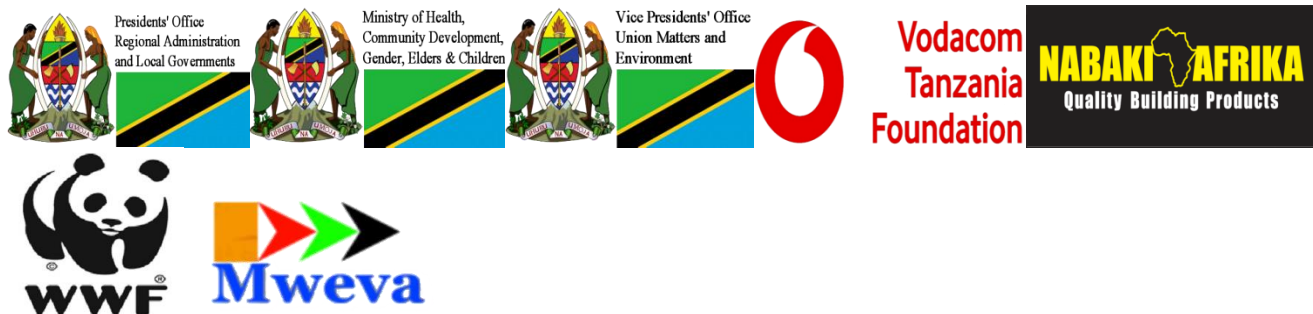 Presidents' Office
Regional Administration
and Local Governments
Ministry of Health,
Community Development,
Gender, Elders & Children
Vice Presidents' Office
Union Matters and
Environment
Vodacom
Tanzania
Foundation
NABAKI AFRIKA
Quality Building Products
©
WWF®
Mweva